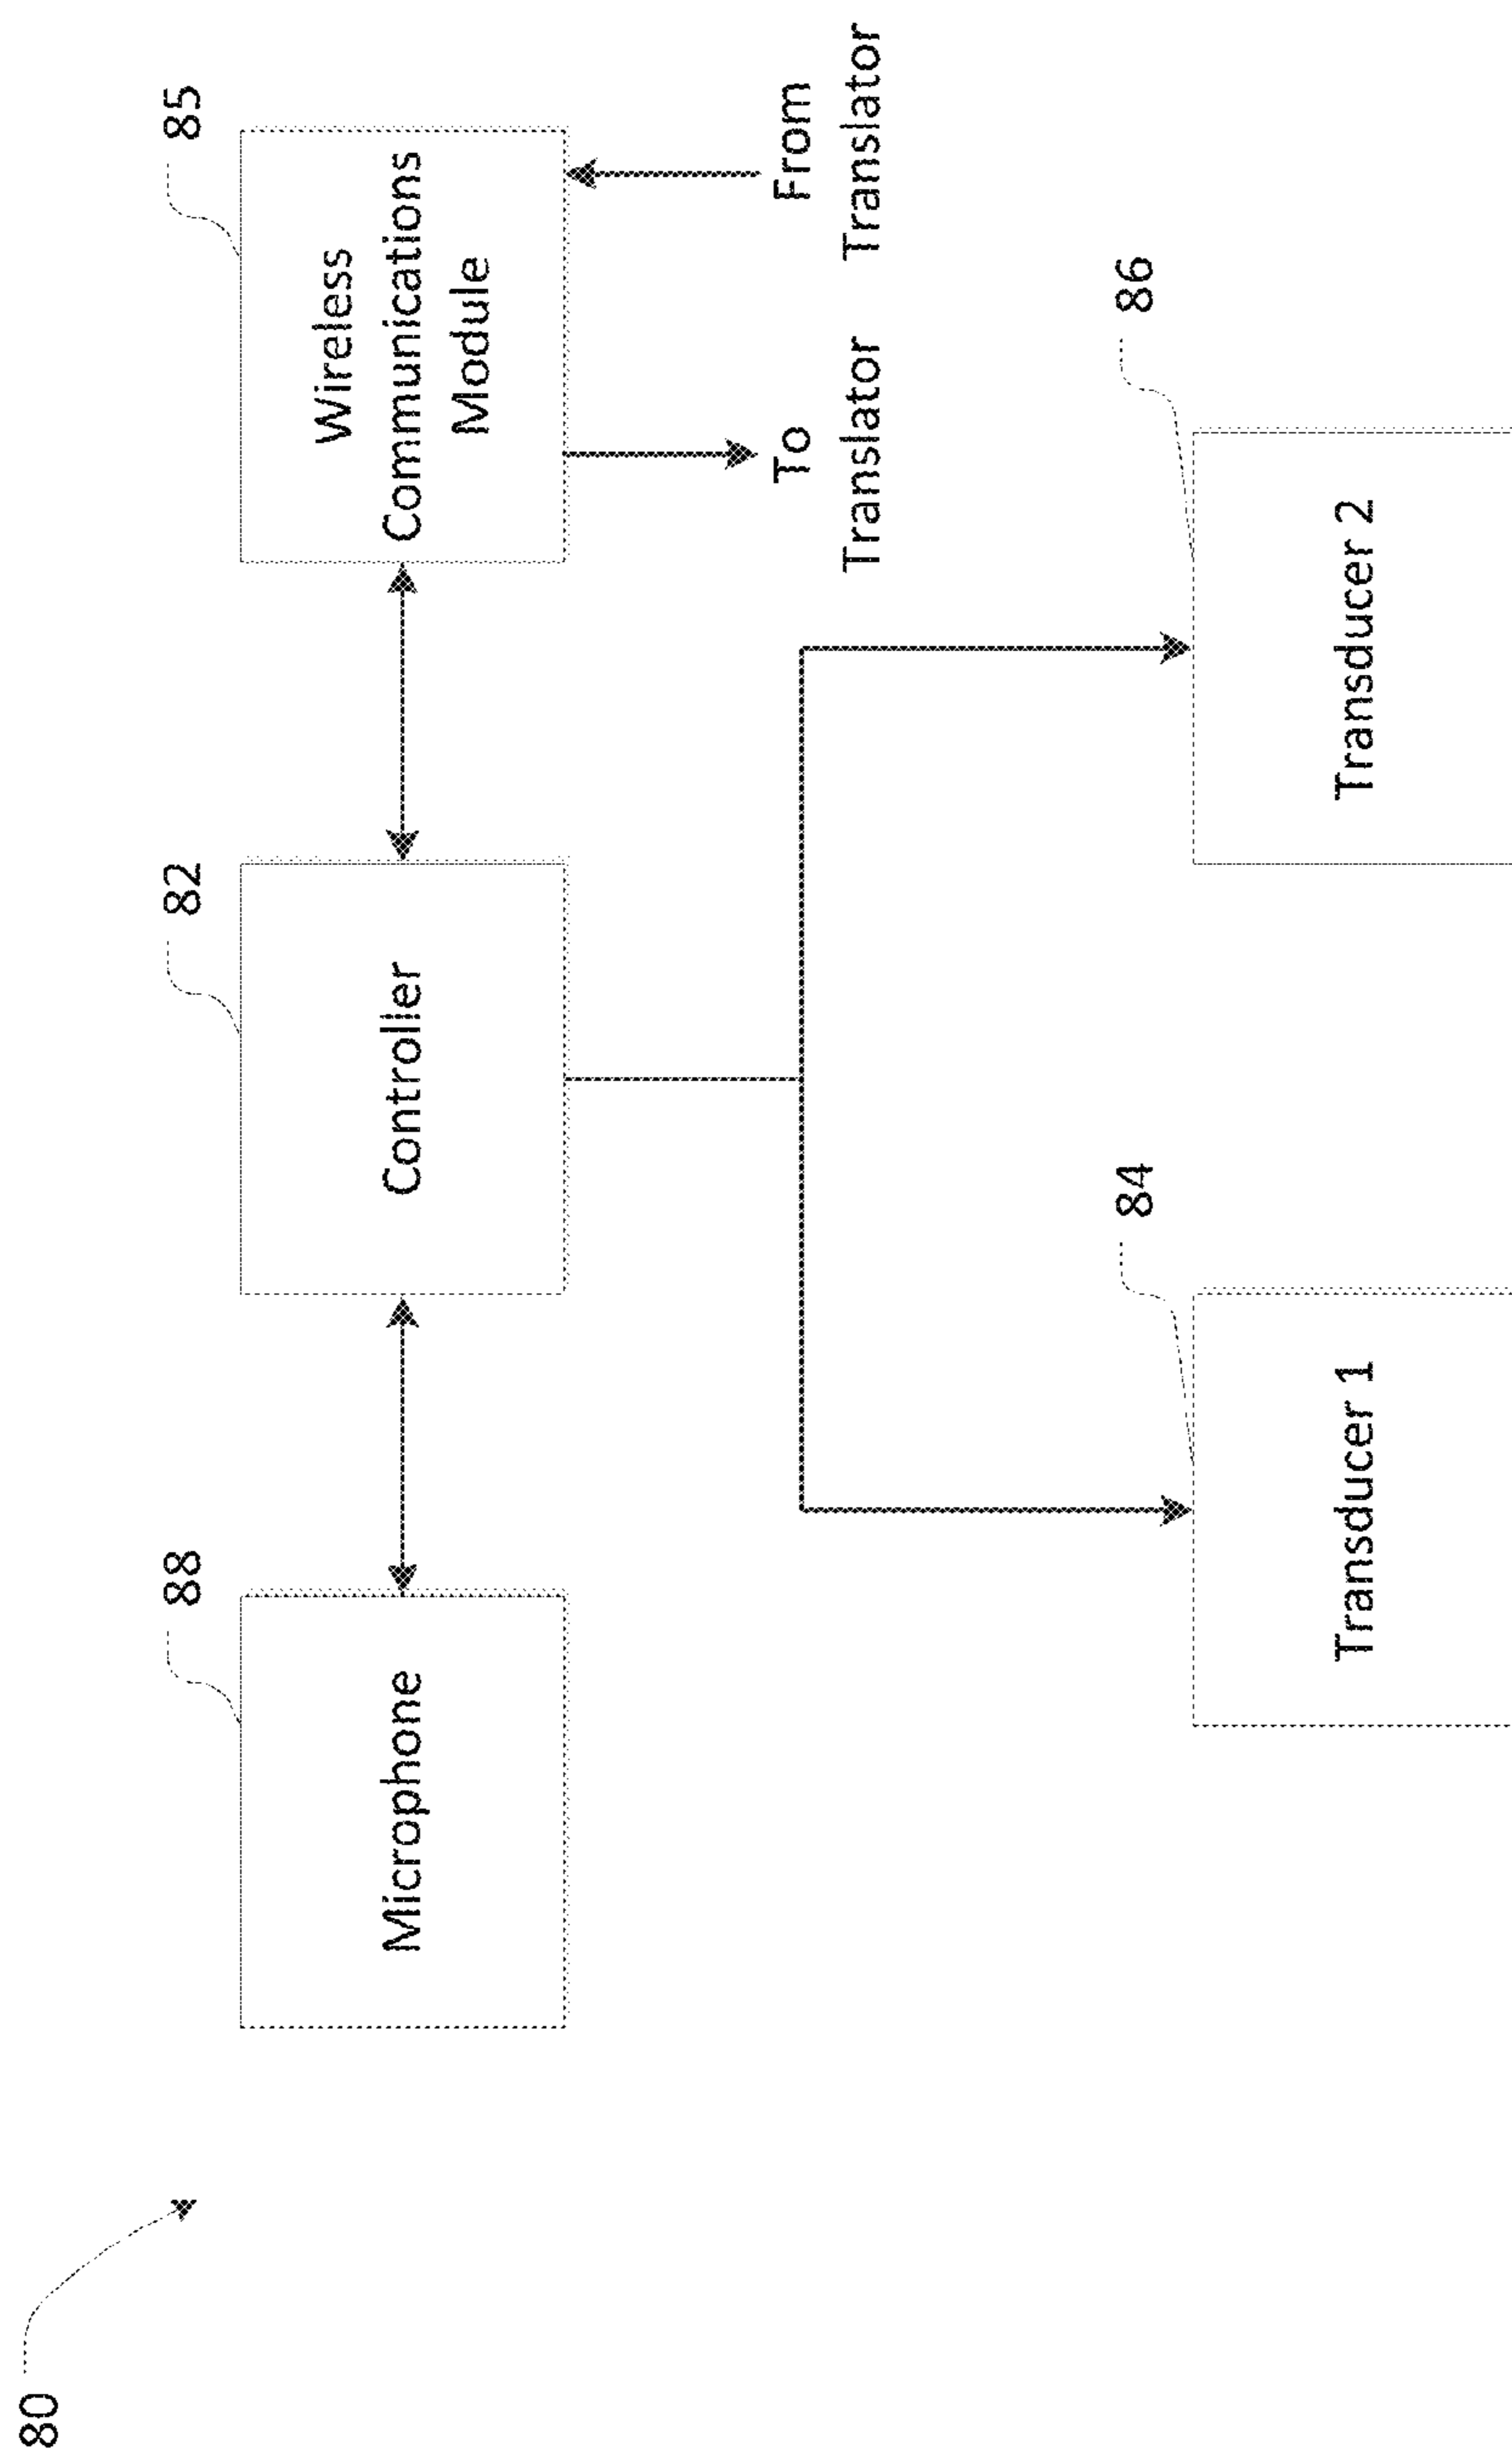 80
88
82
85
Microphone
Controller
Wireless
Communications
Module
To
Translator
From
Translator
84
86
Transducer 1
Transducer 2